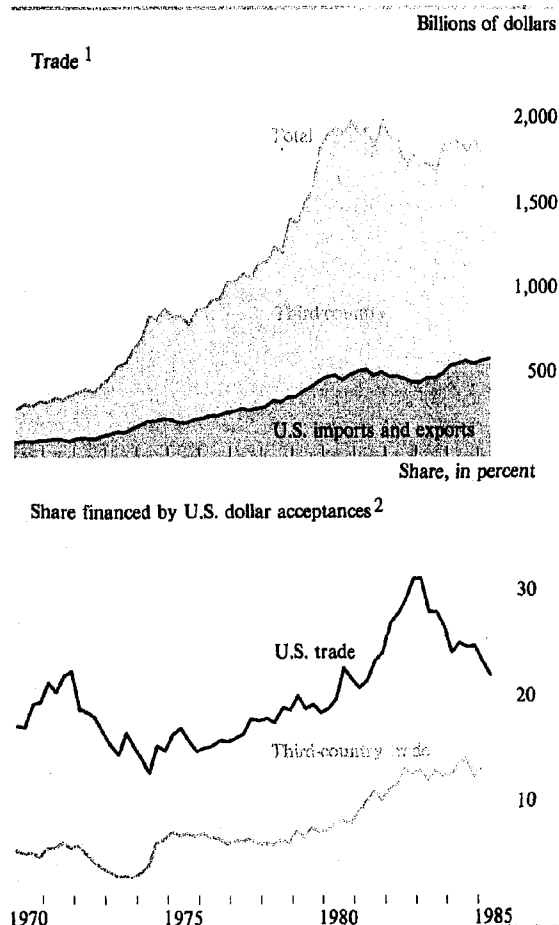 Billions of dollars
Trade 1
2,000
Total
1,500
1,000
Third-country
500
U.S. imports and exports
Share, in percent
Share financed by U.S. dollar acceptances 2
30
U.S. trade
20
Third-country trade
10
1970 1975 1980 1985